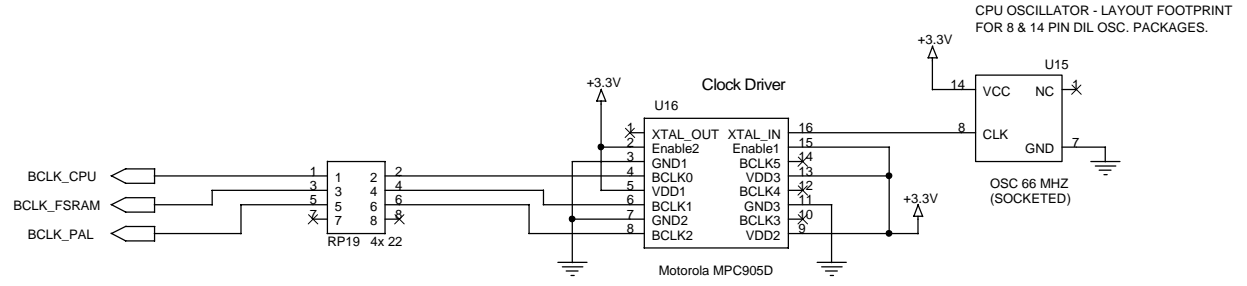 CPU OSCILLATOR - LAYOUT FOOTPRINT
FOR 8 & 14 PIN DIL OSC. PACKAGES.
+3.3V
U15
14 VCC NC 1
8 CLK
GND 7
OSC 66 MHZ
(SOCKETED)
+3.3V
Clock Driver
U16
1 XTAL_OUT XTAL_IN 16
2 Enable2 Enable1 15
3 GND1 BCLK5 14
4 BCLK0 VDD3 13
5 VDD1 BCLK4 12
6 BCLK1 GND3 11
7 GND2 BCLK3 10
8 BCLK2 VDD2 9
+3.3V
Motorola MPC905D
BCLK_CPU
BCLK_FSRAM
BCLK_PAL
1 1 2 2
3 3 4 4
5 5 6 6
7 7 8 8
RP19 4x 22